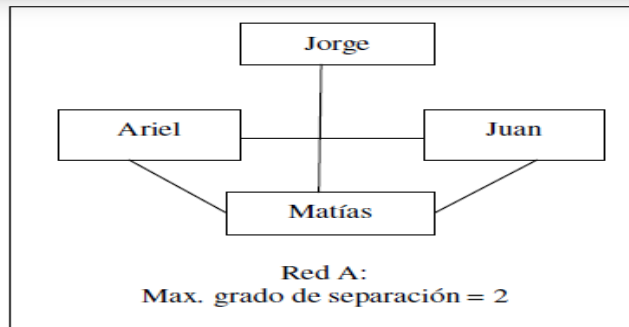 Jorge
Ariel
Juan
Matías
Red A:
Max. grado de separación = 2